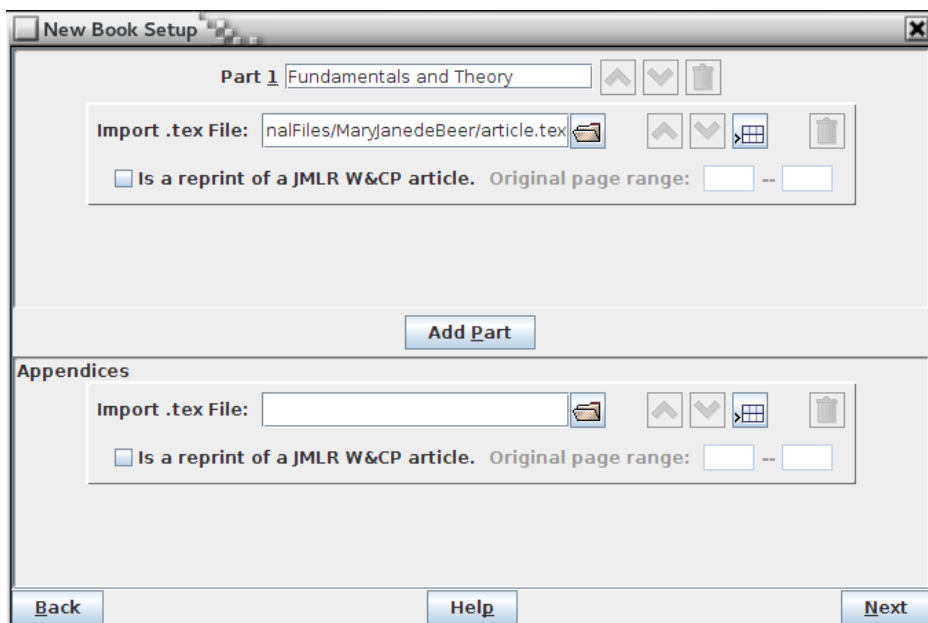 New Book Setup
Part 1 Fundamentals and Theory
Import .tex File: nalFiles/MaryJanedeBeer/article.tex
Is a reprint of a JMLR W&CP article. Original page range: --
Add Part
Appendices
Import .tex File:
Is a reprint of a JMLR W&CP article. Original page range: --
Back Help Next